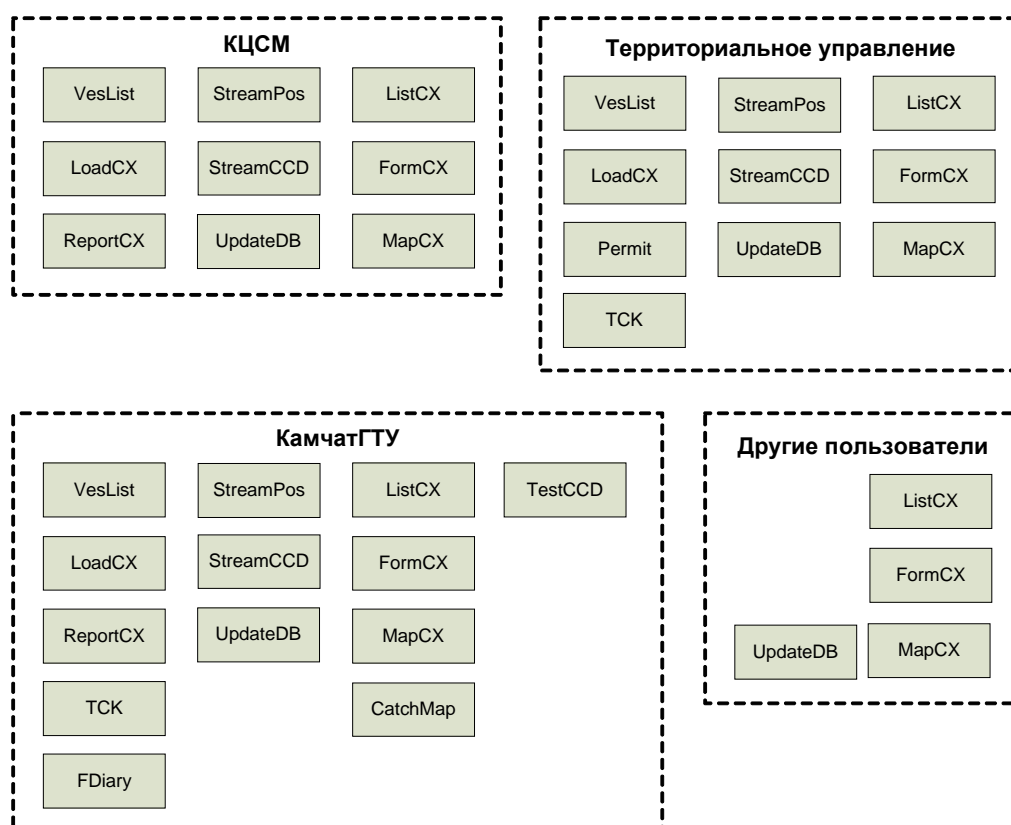 КЦСМ
VesList
StreamPos
ListCX
LoadCX
StreamCCD
FormCX
ReportCX
UpdateDB
MapCX
Территориальное управление
VesList
StreamPos
ListCX
LoadCX
StreamCCD
FormCX
Permit
UpdateDB
MapCX
TCK
КамчатГТУ
VesList
StreamPos
ListCX
TestCCD
LoadCX
StreamCCD
FormCX
ReportCX
UpdateDB
MapCX
TCK
CatchMap
FDiary
Другие пользователи
ListCX
FormCX
UpdateDB
MapCX